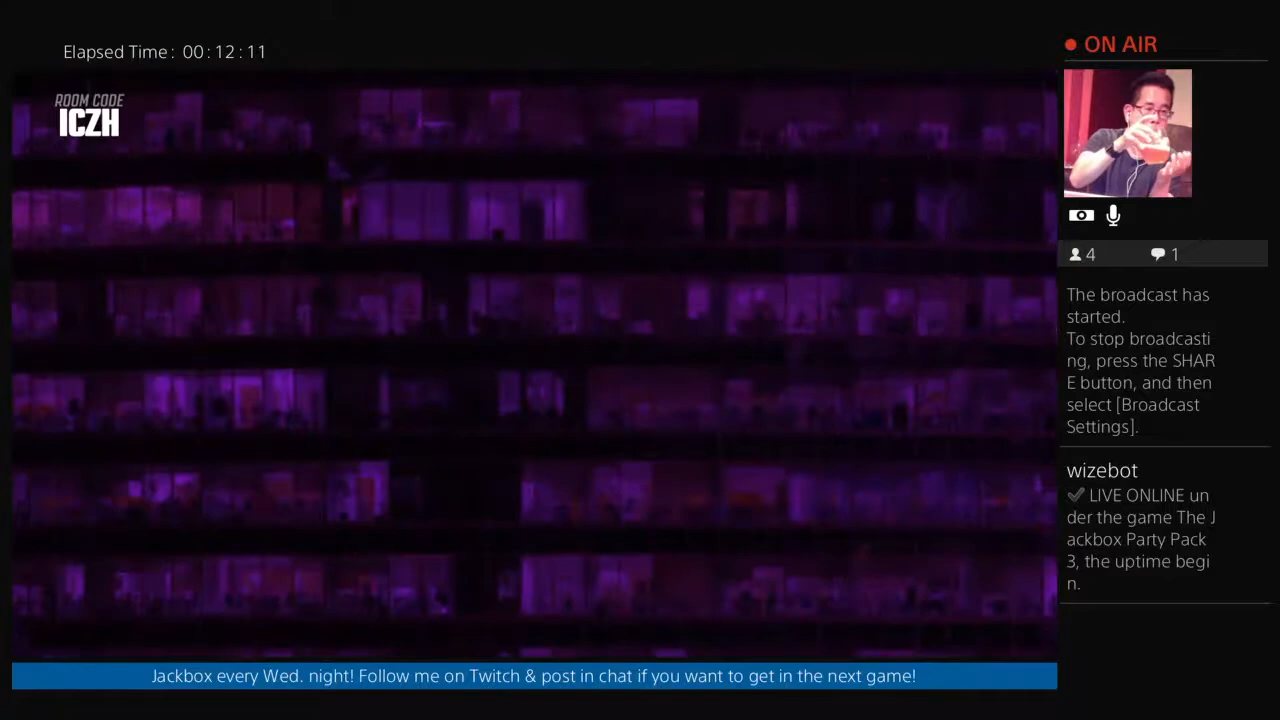 Elapsed Time: 00:12:11
ROOM CODE
ICZH
ON AIR
4 1
The broadcast has
started.
To stop broadcasti
ng, press the SHAR
E button, and then
select [Broadcast
Settings].
wizebot
✔ LIVE ONLINE un
der the game The J
ackbox Party Pack
3, the uptime begi
n.
Jackbox every Wed. night! Follow me on Twitch & post in chat if you want to get in the next game!